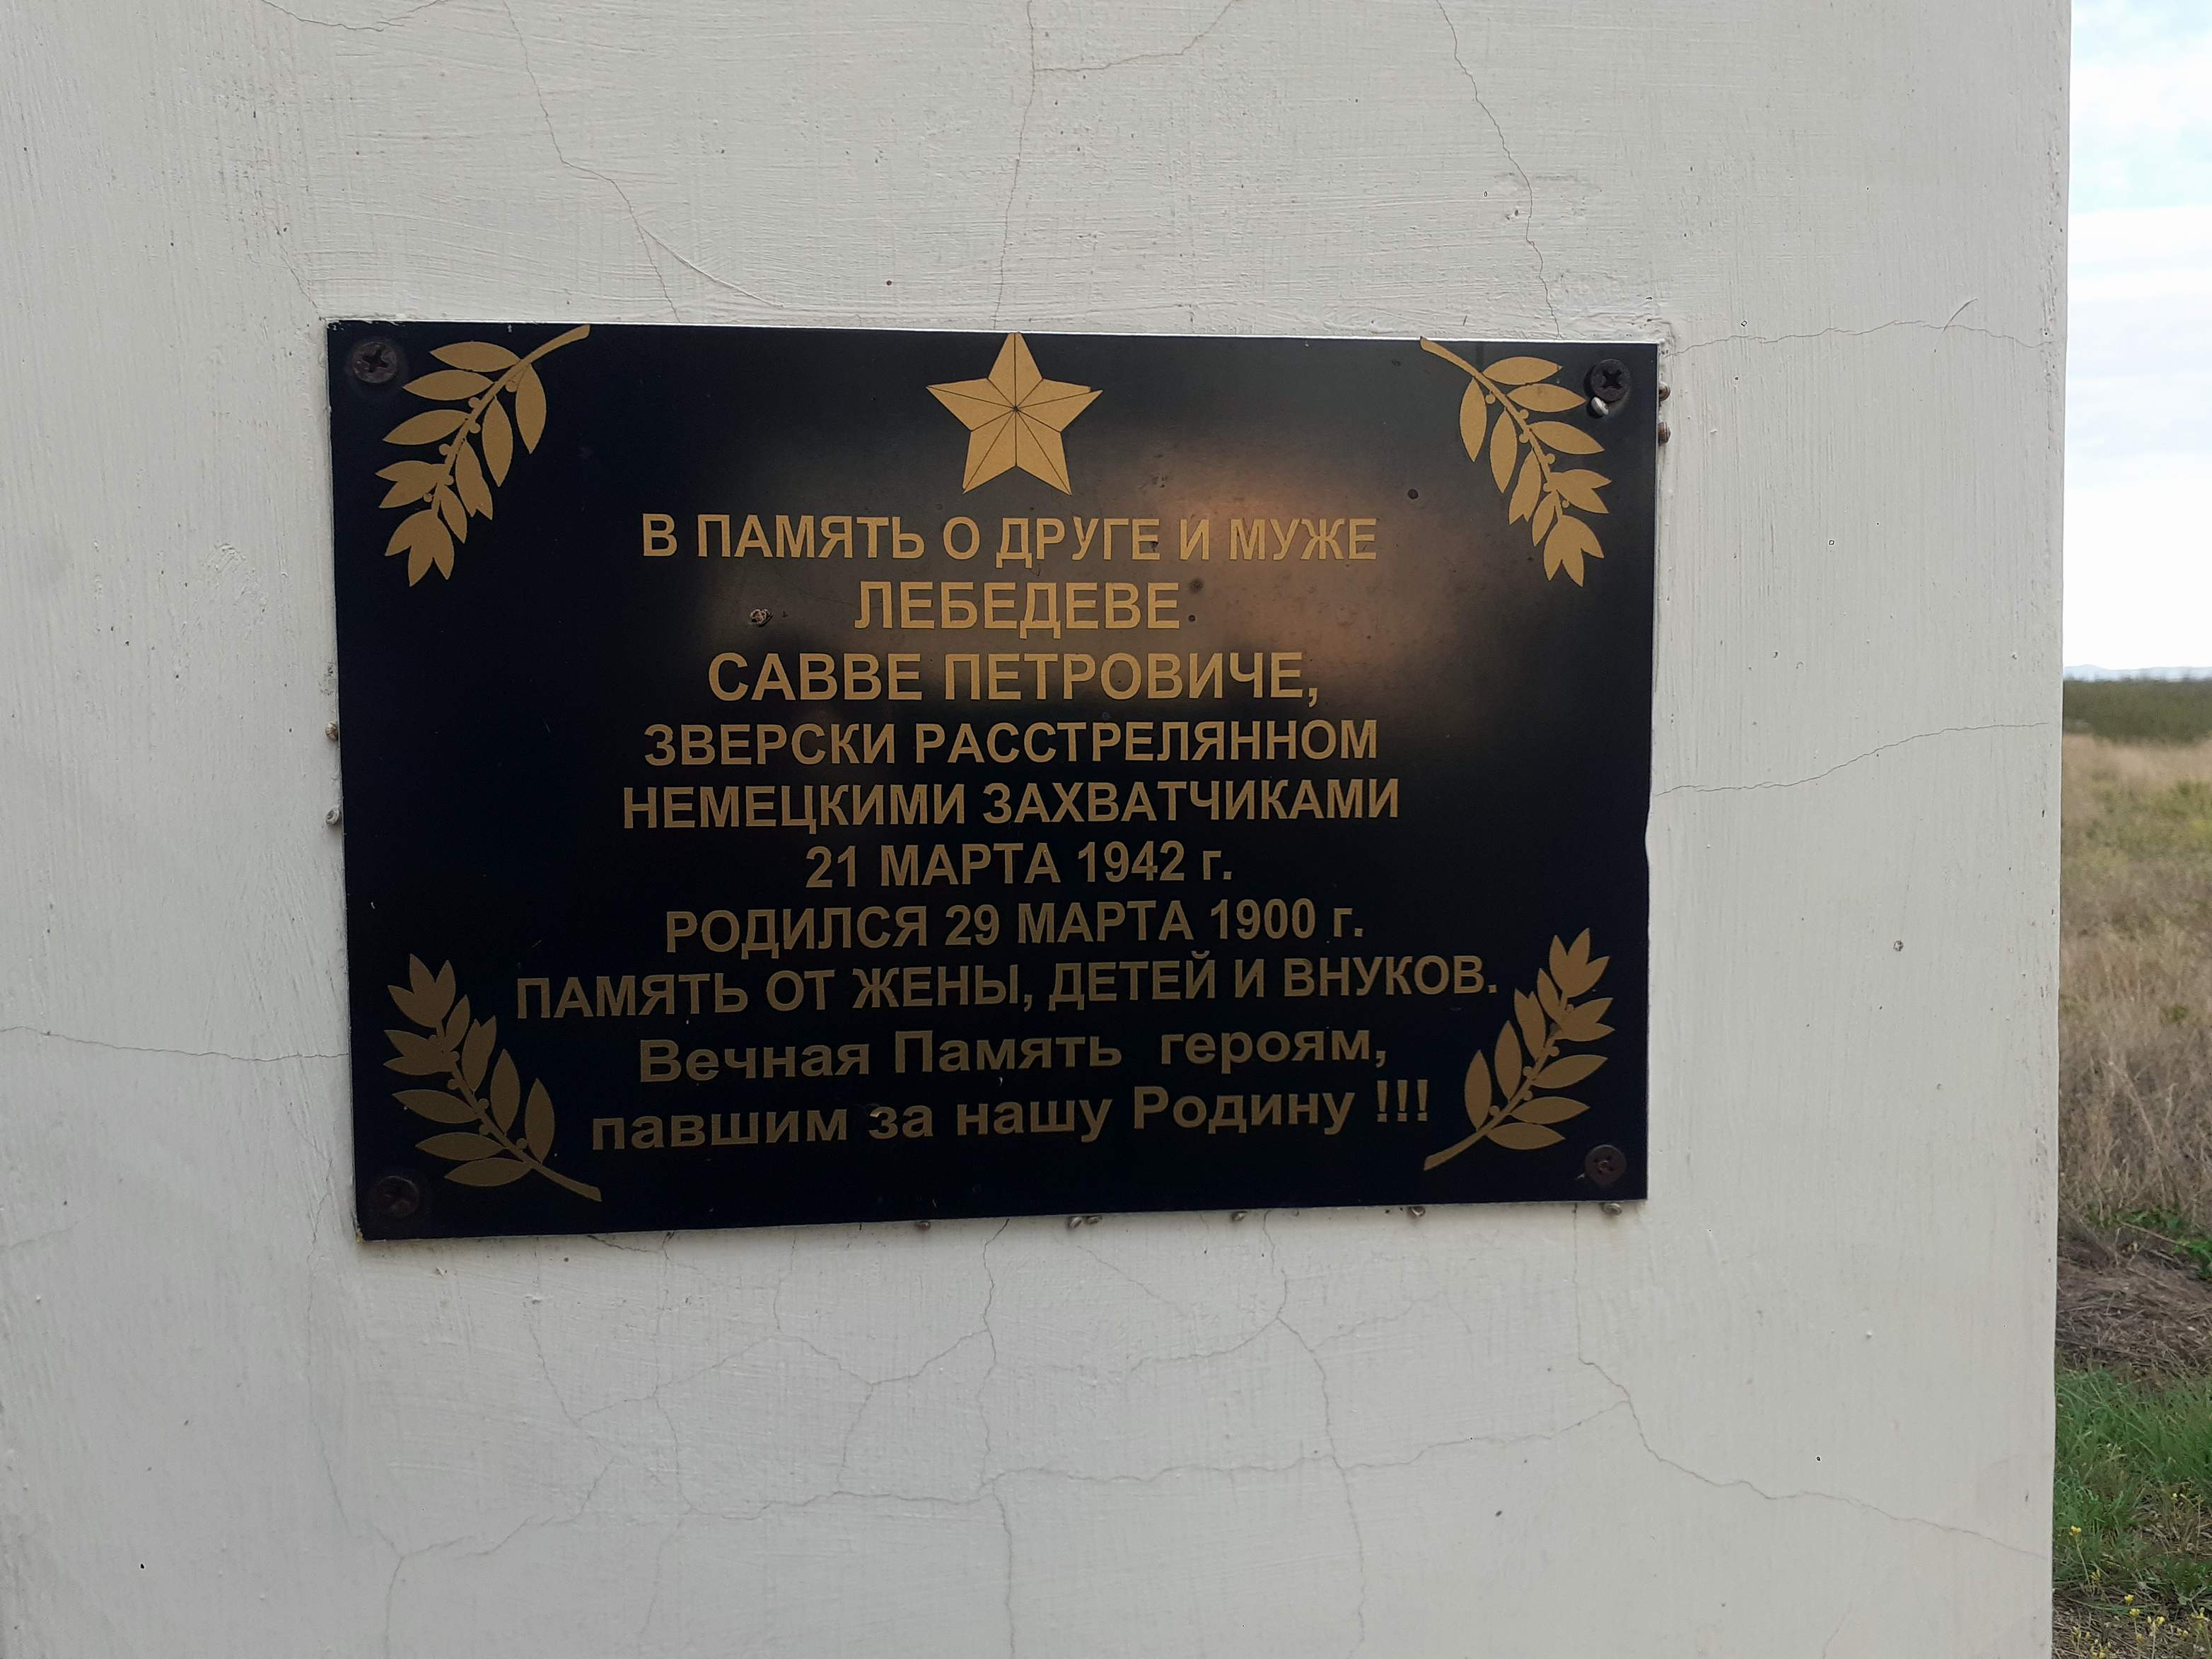 В ПАМЯТЬ О ДРУГЕ И МУЖЕ
ЛЕБЕДЕВЕ
САВВЕ ПЕТРОВИЧЕ,
ЗВЕРСКИ РАССТРЕЛЯННОМ
НЕМЕЦКИМИ ЗАХВАТЧИКАМИ
21 МАРТА 1942 г.
РОДИЛСЯ 29 МАРТА 1900 г.
ПАМЯТЬ ОТ ЖЕНЫ, ДЕТЕЙ И ВНУКОВ.
Вечная Память героям,
павшим за нашу Родину !!!